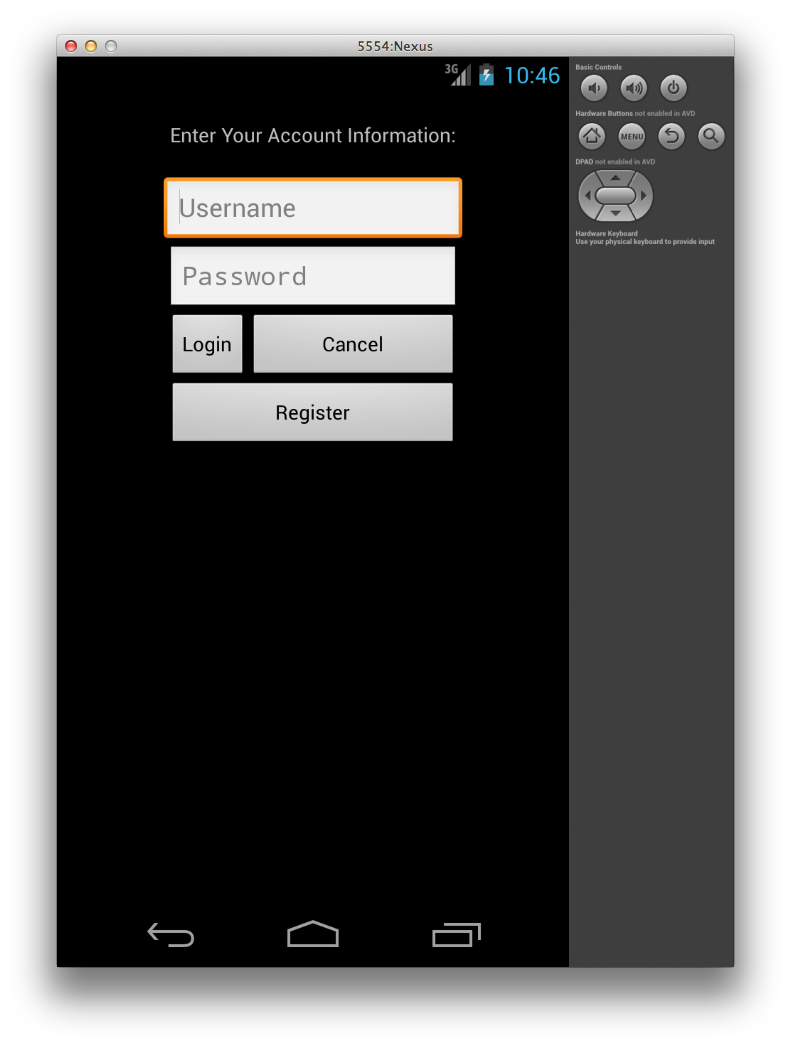 5554:Nexus
3G 10:46
Enter Your Account Information:
Username
Password
Login Cancel
Register
Basic Controls
Hardware Buttons not enabled in AVD
MENU
DPAD not enabled in AVD
Hardware Keyboard
Use your physical keyboard to provide input